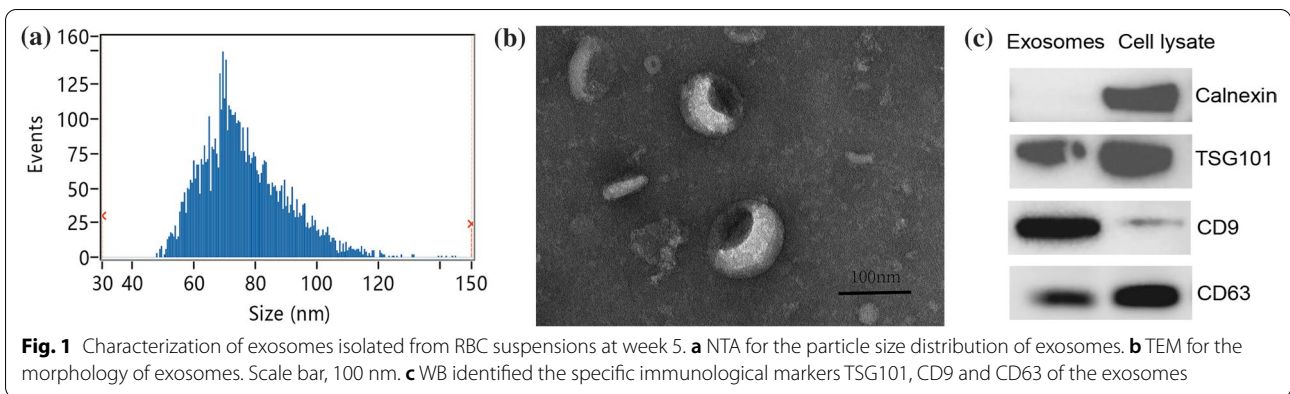 (a)
160
125
100
75
50
25
0
Events
30 40 60 80 100 120 150
Size (nm)
(b)
100nm
(c)
Exosomes Cell lysate
Calnexin
TSG101
CD9
CD63
Fig. 1 Characterization of exosomes isolated from RBC suspensions at week 5. a NTA for the particle size distribution of exosomes. b TEM for the
morphology of exosomes. Scale bar, 100 nm. c WB identified the specific immunological markers TSG101, CD9 and CD63 of the exosomes